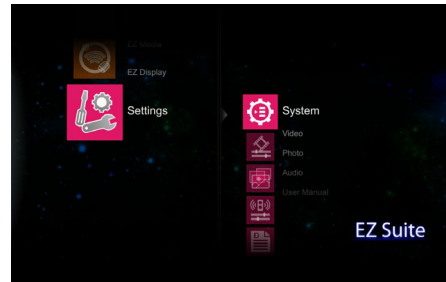 EZ Media
EZ Display
Settings
System
Video
Photo
Audio
User Manual
EZ Suite